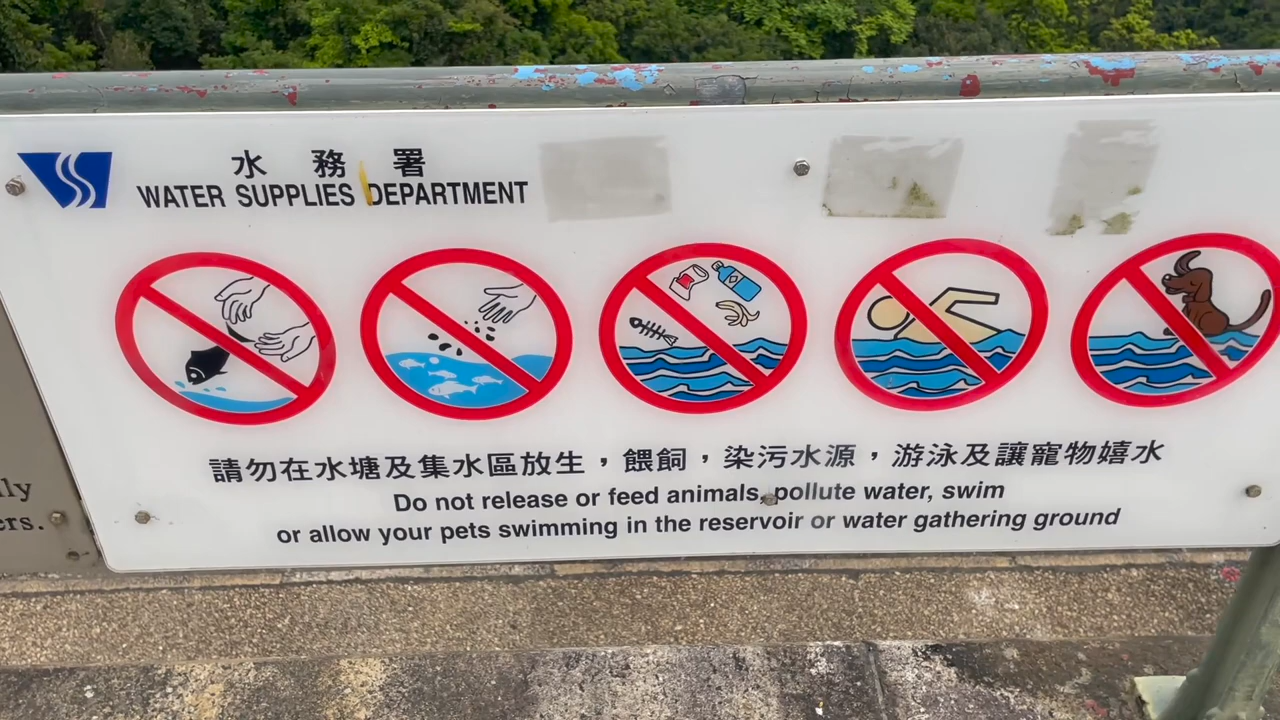 水務署
WATER SUPPLIES DEPARTMENT
請勿在水塘及集水區放生，餵飼，染污水源，游泳及讓寵物嬉水
Do not release or feed animals, pollute water, swim
or allow your pets swimming in the reservoir or water gathering ground
ers.